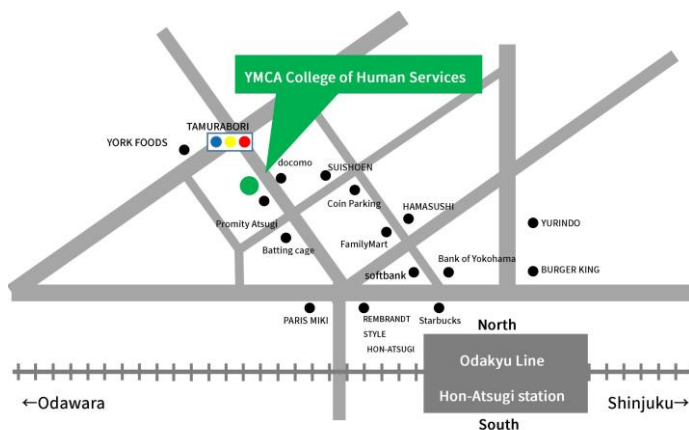 YMCA College of Human Services
TAMURABORI
YORK FOODS
docomo
SUISHOEN
Coin Parking
HAMASUSHI
Promity Atsugi
YURINDO
Batting cage
FamilyMart
softbank
Bank of Yokohama
BURGER KING
PARIS MIKI
REMBRANDT
STYLE
HON-ATSUGI
Starbucks
North
Odakyu Line
Hon-Atsugi station
←Odawara
Shinjuku→
South